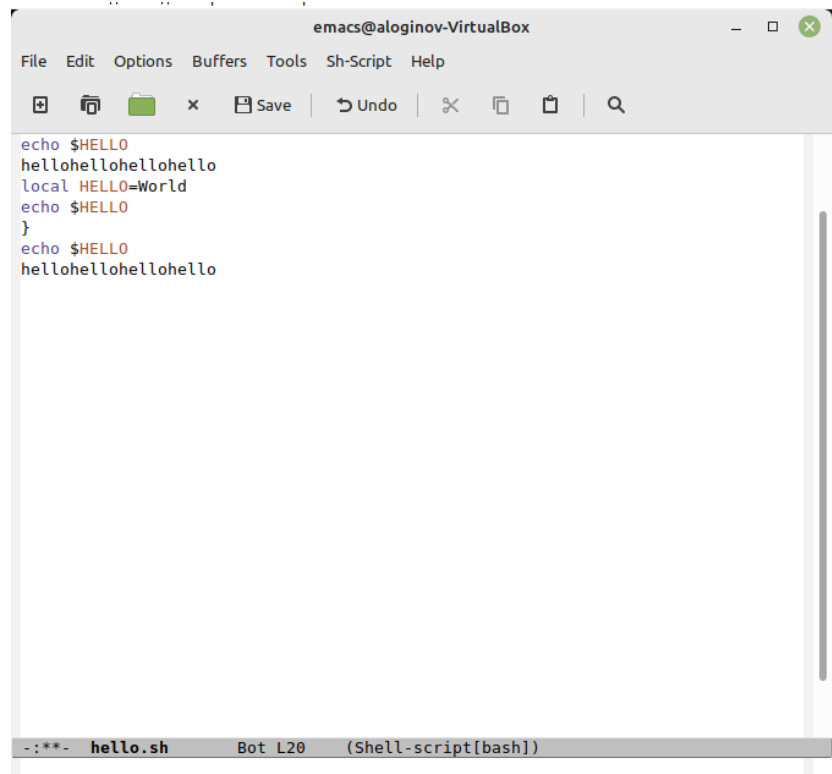 emacs@aloginov-VirtualBox
File Edit Options Buffers Tools Sh-Script Help
Save Undo
echo $HELLO
hellohellohellohello
local HELLO=World
echo $HELLO
}
echo $HELLO
hellohellohellohello
-:**- hello.sh Bot L20 (Shell-script[bash])